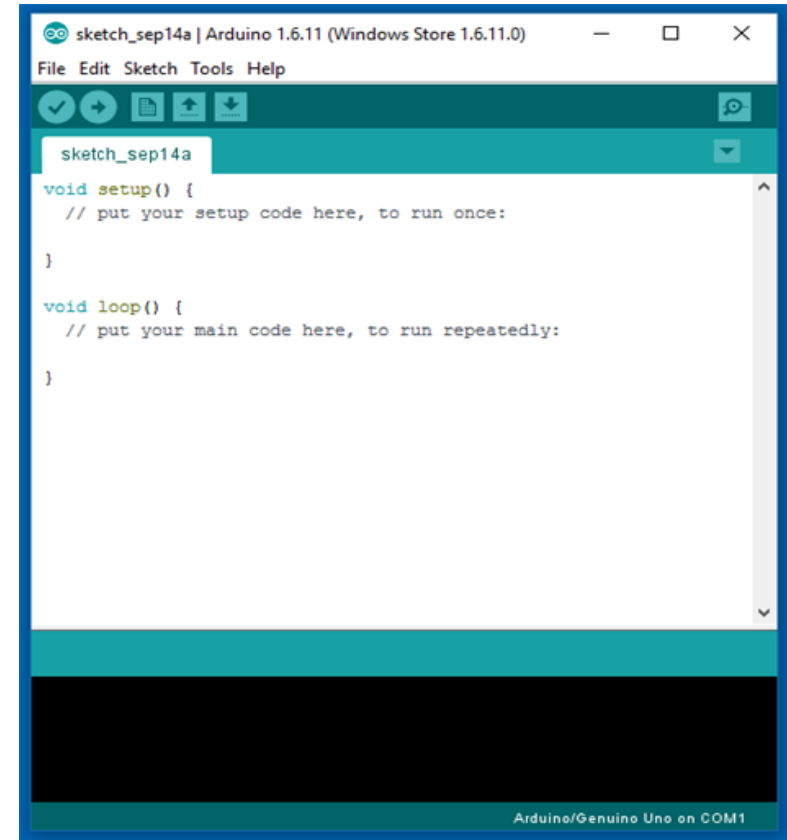 sketch_sep14a | Arduino 1.6.11 (Windows Store 1.6.11.0)
File Edit Sketch Tools Help
sketch_sep14a
void setup() {
  // put your setup code here, to run once:
}
void loop() {
  // put your main code here, to run repeatedly:
}
Arduino/Genuino Uno on COM1